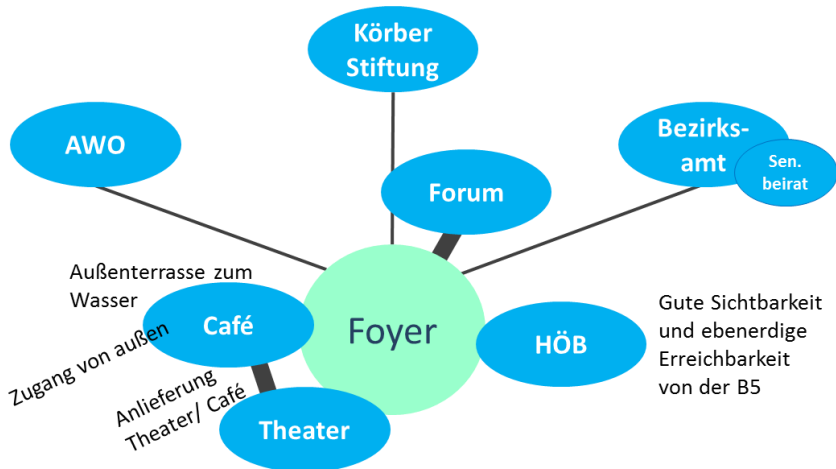 Körber
Stiftung
AWO
Bezirks-
amt
Sen.
beirat
Forum
Außenterrasse zum
Wasser
Café
Zugang von außen
Foyer
HÖB
Gute Sichtbarkeit
und ebenerdige
Erreichbarkeit
von der B5
Anlieferung
Theater/ Café
Theater